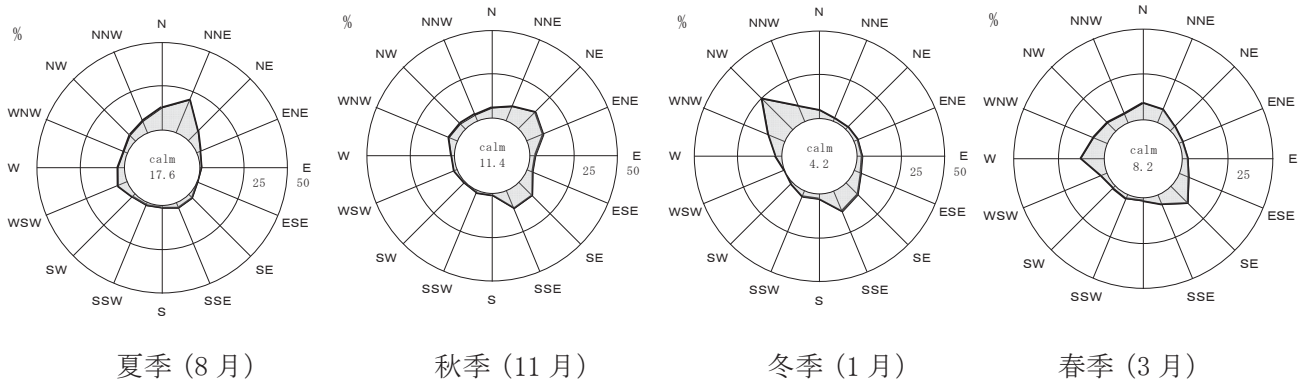 %
N
NNE
NE
ENE
E
ESE
SE
SSE
S
SSW
SW
WSW
W
WNW
NW
NNW
calm
17.6
25
50
夏季 (8 月)
%
N
NNE
NE
ENE
E
ESE
SE
SSE
S
SSW
SW
WSW
W
WNW
NW
NNW
calm
11.4
25
50
秋季 (11 月)
%
N
NNE
NE
ENE
E
ESE
SE
SSE
S
SSW
SW
WSW
W
WNW
NW
NNW
calm
4.2
25
50
冬季 (1 月)
%
N
NNE
NE
ENE
E
ESE
SE
SSE
S
SSW
SW
WSW
W
WNW
NW
NNW
calm
8.2
25
春季 (3 月)